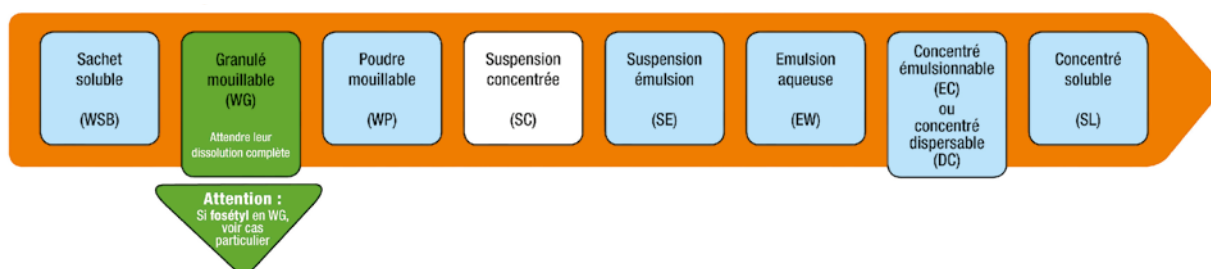 Sachet
soluble
(WSB)
Granulé
mouillable
(WG)
Attendre leur
dissolution complète
Poudre
mouillable
(WP)
Suspension
concentrée
(SC)
Suspension
émulsion
(SE)
Emulsion
aqueuse
(EW)
Concentré
émulsionnable
(EC)
ou
concentré
dispersable
(DC)
Concentré
soluble
(SL)
Attention :
Si fosétyl en WG,
voir cas
particulier